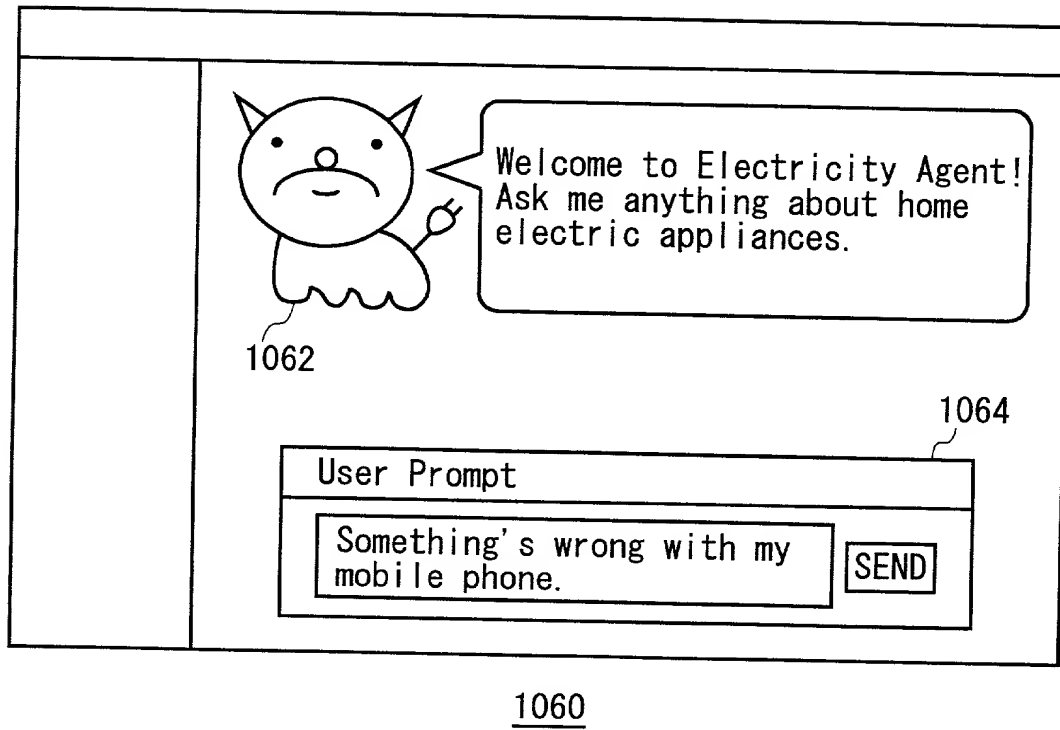 Welcome to Electricity Agent!
Ask me anything about home
electric appliances.
1062
1064
User Prompt
Something's wrong with my
mobile phone.
SEND
1060